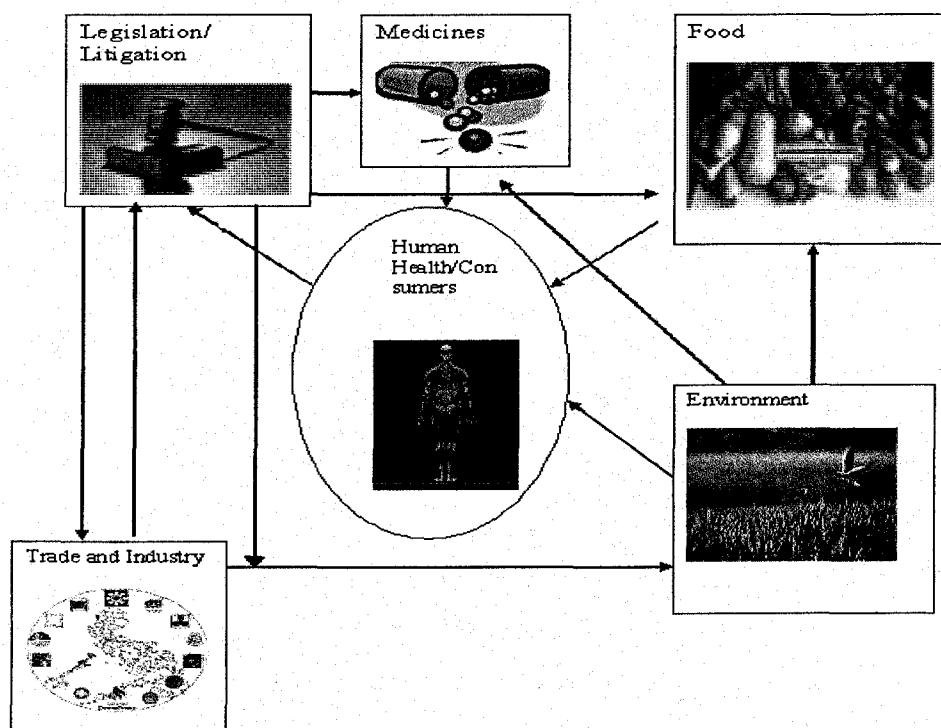 Legislation/
Litigation
Medicines
Food
Human
Health/Con
sumers
Environment
Trade and Industry